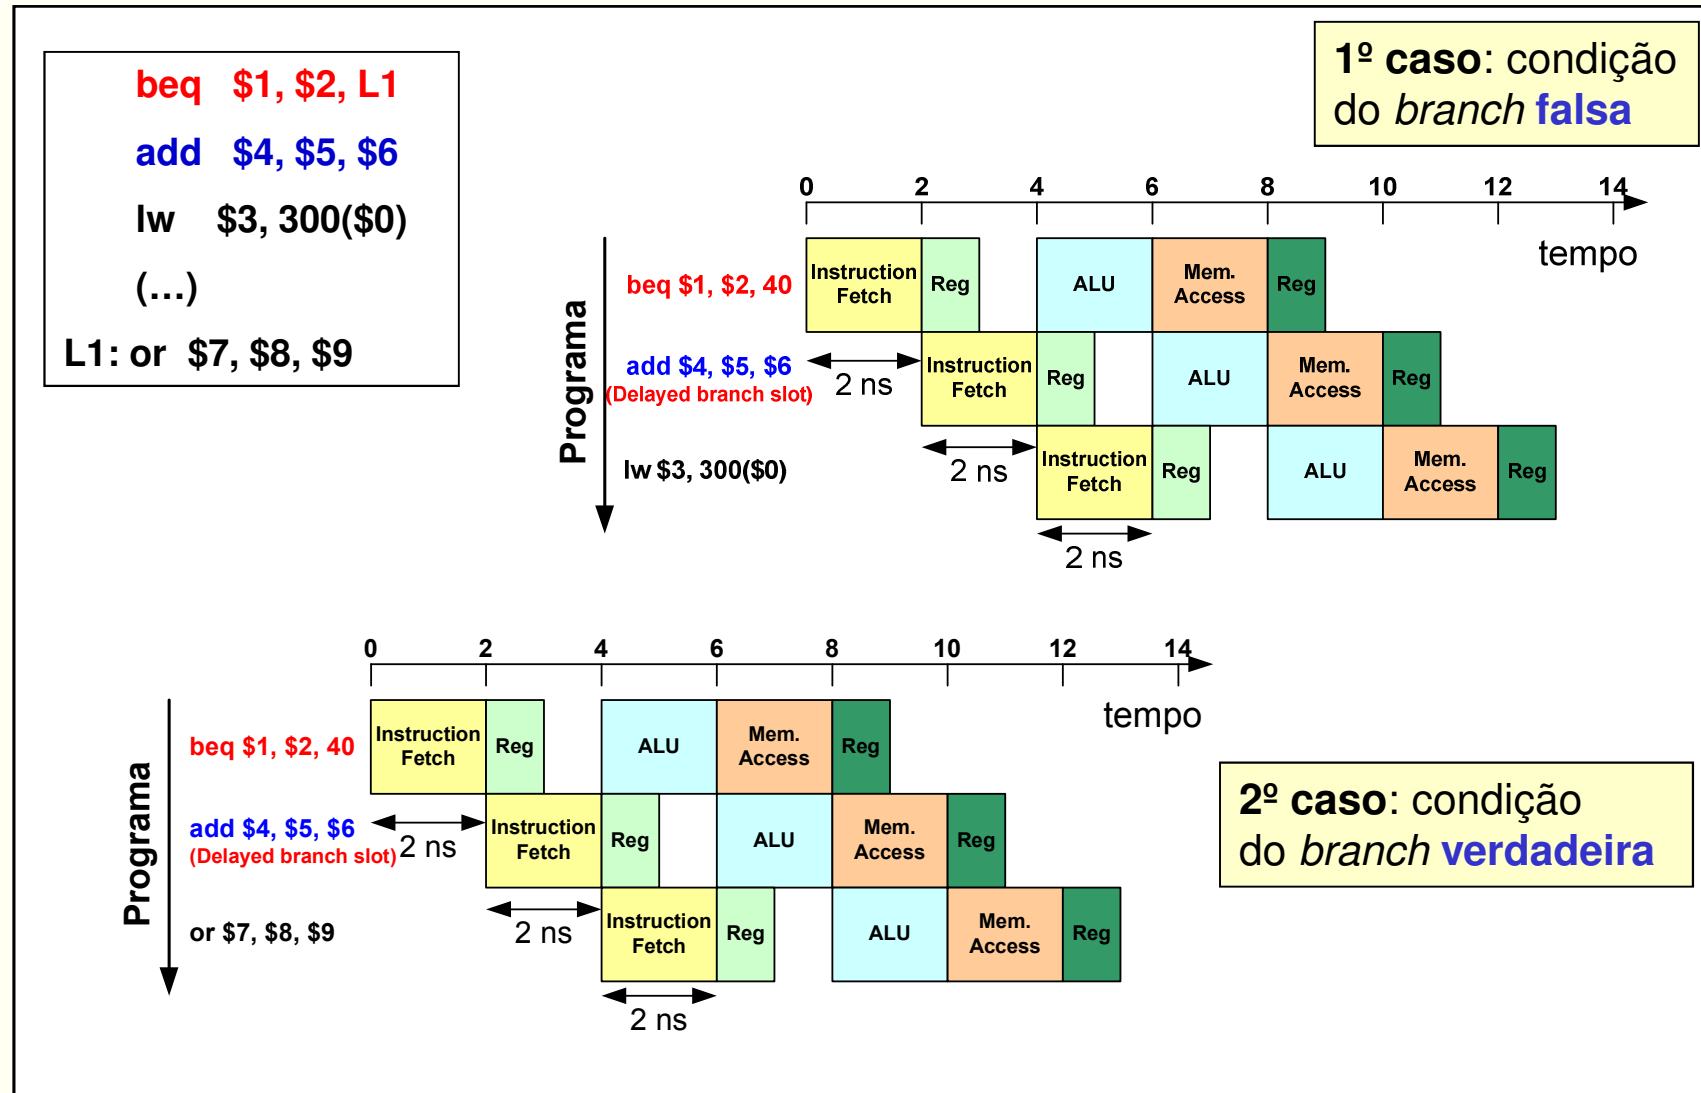 beq $1, $2, L1
add $4, $5, $6
lw $3, 300($0)
(...)
L1: or $7, $8, $9
1º caso: condição
do branch falsa
0 2 4 6 8 10 12 14
tempo
Programa
beq $1, $2, 40
Instruction
Fetch
Reg
ALU
Mem.
Access
Reg
add $4, $5, $6
(Delayed branch slot)
2 ns
Instruction
Fetch
Reg
ALU
Mem.
Access
Reg
lw $3, 300($0)
2 ns
Instruction
Fetch
Reg
ALU
Mem.
Access
Reg
2 ns
0 2 4 6 8 10 12 14
tempo
Programa
beq $1, $2, 40
Instruction
Fetch
Reg
ALU
Mem.
Access
Reg
add $4, $5, $6
(Delayed branch slot)
2 ns
Instruction
Fetch
Reg
ALU
Mem.
Access
Reg
or $7, $8, $9
2 ns
Instruction
Fetch
Reg
ALU
Mem.
Access
Reg
2 ns
2º caso: condição
do branch verdadeira